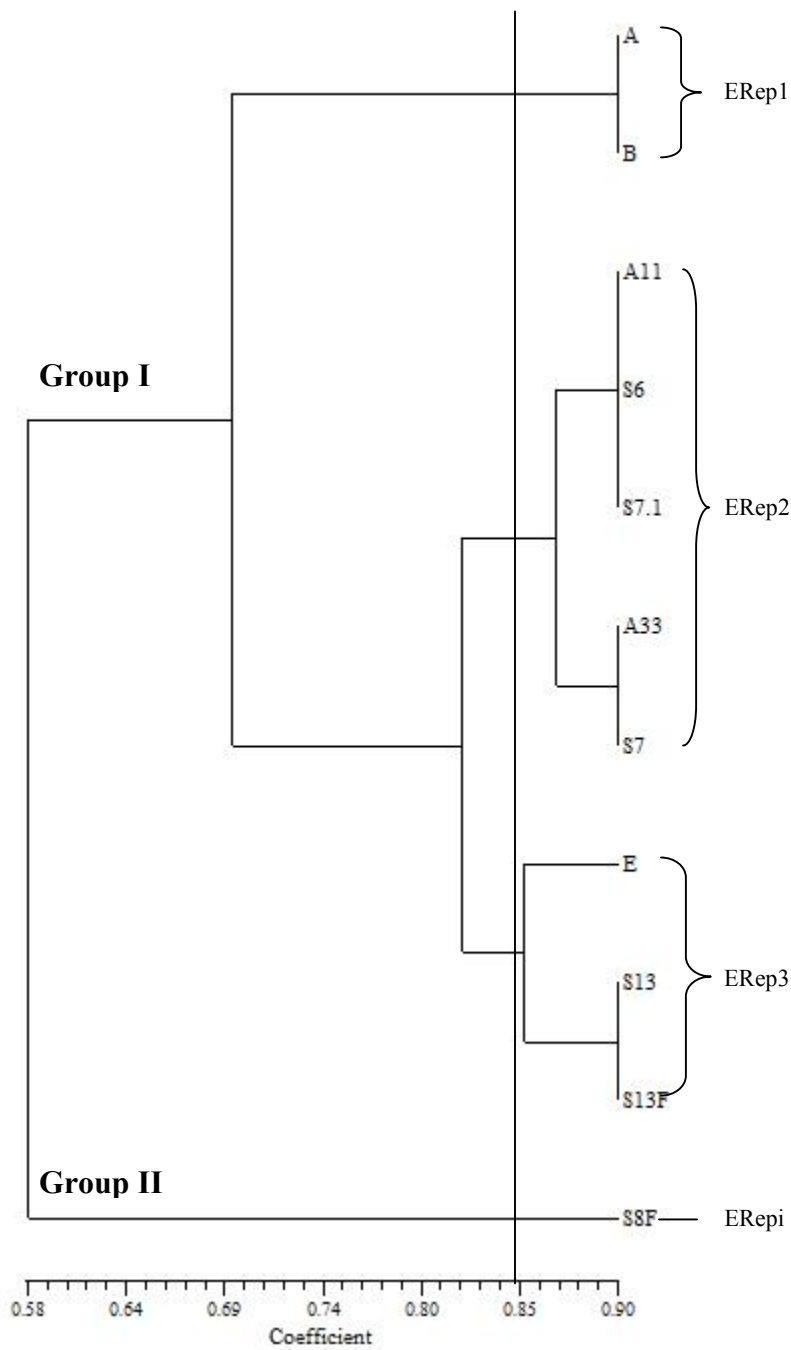 A
ERep1
B
A11
Group I
S6
S7.1
ERep2
A33
S7
E
S13
ERep3
S13F
Group II
S8F
ERepi
0.58 0.64 0.69 0.74 0.80 0.85 0.90
Coefficient